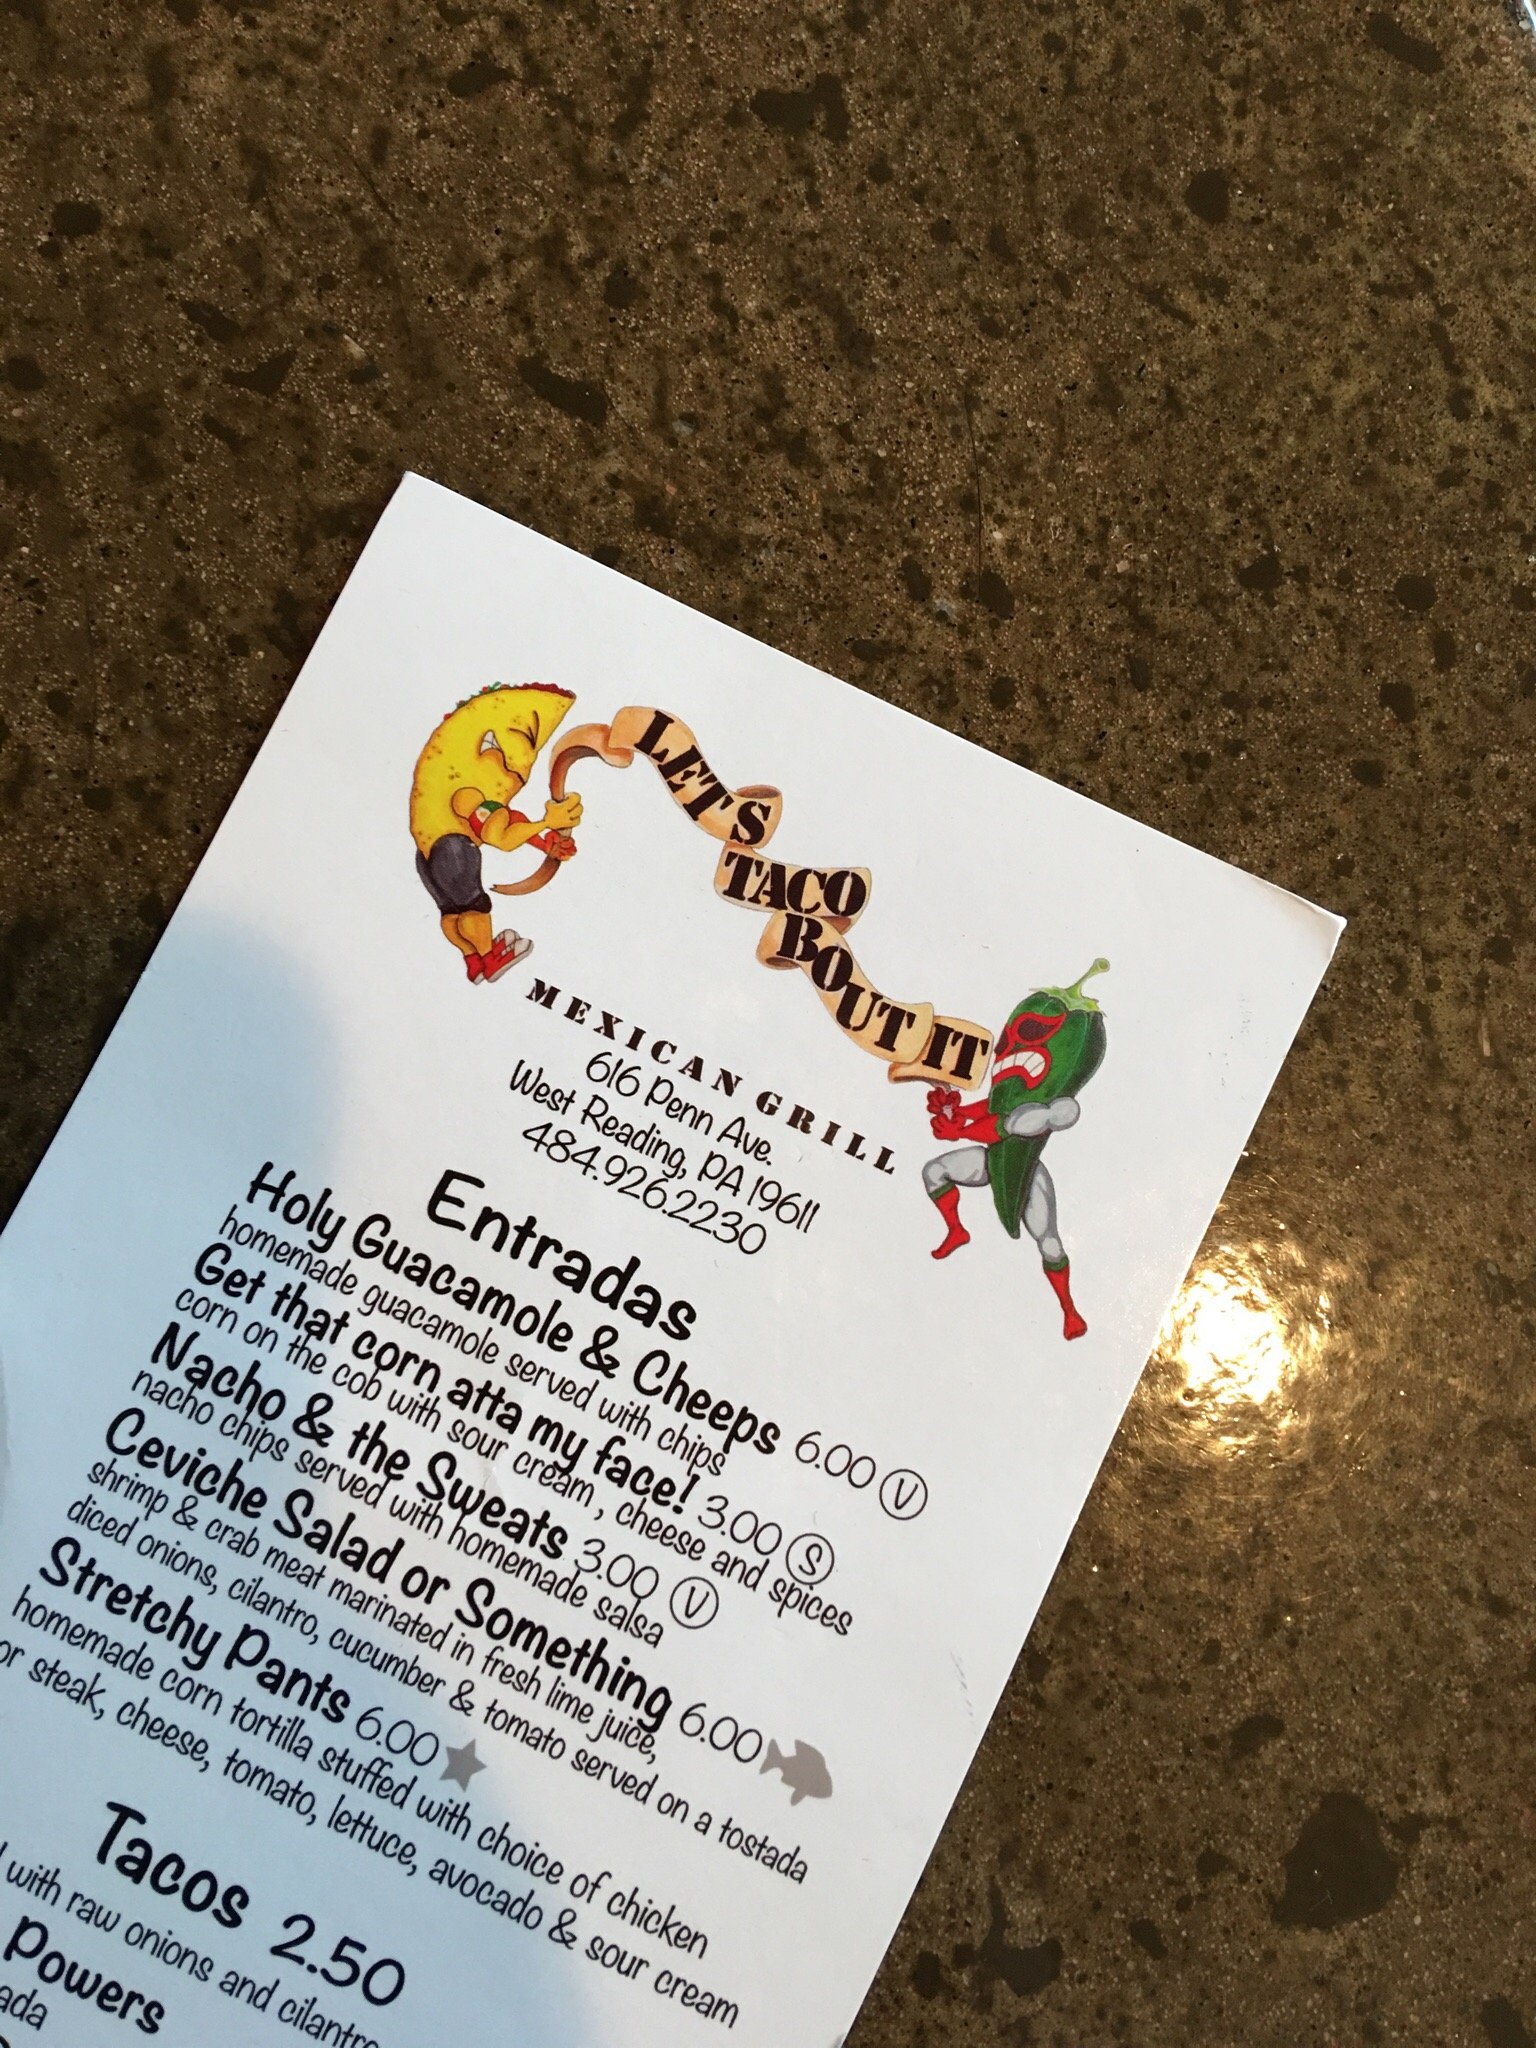 LET'S
TACO
BOUT IT
MEXICAN GRILL
616 Penn Ave.
West Reading, PA 19611
484.926.2230
Entradas
Holy Guacamole & Cheeps 6.00 V
homemade guacamole served with chips
Get that corn atta my face! 3.00 S
corn on the cob with sour cream, cheese and spices
Nacho & the Sweats 3.00 V
nacho chips served with homemade salsa
Ceviche Salad or Something 6.00
shrimp & crab meat marinated in fresh lime juice,
diced onions, cilantro, cucumber & tomato served on a tostada
Stretchy Pants 6.00
homemade corn tortilla stuffed with choice of chicken
or steak, cheese, tomato, lettuce, avocado & sour cream
Tacos 2.50
with raw onions and cilantro
Powers